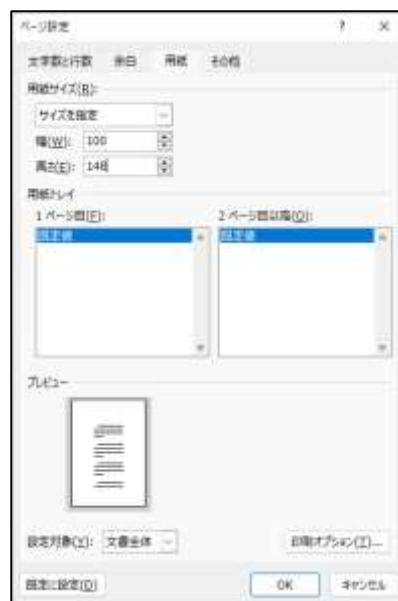 ページ設定 ? ×
文字数と行数 余白 用紙 その他
用紙サイズ(R):
サイズを指定
幅(W): 100
高さ(E): 148
用紙トレイ
1 ページ目(F): 2 ページ目以降(O):
既定値 既定値
プレビュー
設定対象(Y): 文書全体 印刷オプション(T)...
既定に設定(D) OK キャンセル